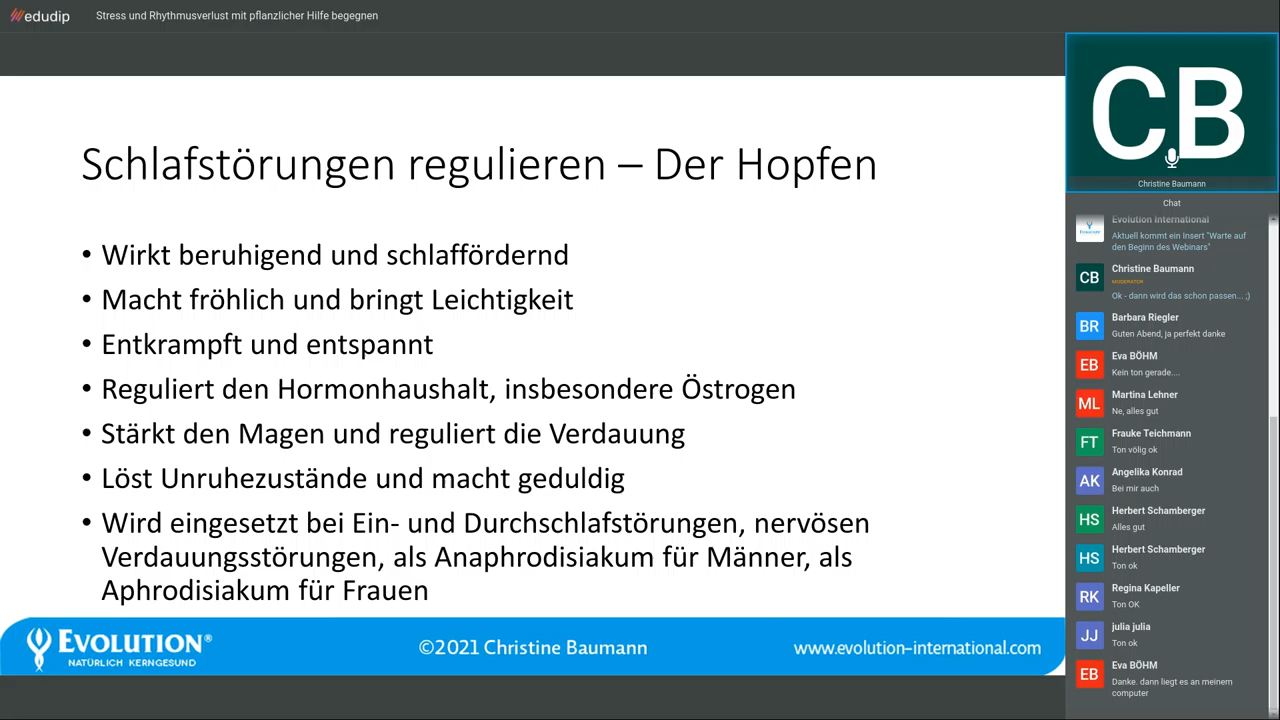 edudip
Stress und Rhythmusverlust mit pflanzlicher Hilfe begegnen
Schlafstörungen regulieren – Der Hopfen
• Wirkt beruhigend und schlaffördernd
• Macht fröhlich und bringt Leichtigkeit
• Entkrampft und entspannt
• Reguliert den Hormonhaushalt, insbesondere Östrogen
• Stärkt den Magen und reguliert die Verdauung
• Löst Unruhezustände und macht geduldig
• Wird eingesetzt bei Ein- und Durchschlafstörungen, nervösen
Verdauungsstörungen, als Anaphrodisiakum für Männer, als
Aphrodisiakum für Frauen
EVOLUTION®
NATÜRLICH KERNGESUND
©2021 Christine Baumann
www.evolution-international.com
CB
Christine Baumann
Chat
Evolution International
Aktuell kommt ein Insert "Warte auf
den Beginn des Webinars"
CB
Christine Baumann
MODERATOR
Ok - dann wird das schon passen... ;)
BR
Barbara Riegler
Guten Abend, ja perfekt danke
EB
Eva BÖHM
Kein ton gerade....
ML
Martina Lehner
Ne, alles gut
FT
Frauke Teichmann
Ton völig ok
AK
Angelika Konrad
Bei mir auch
HS
Herbert Schamberger
Alles gut
HS
Herbert Schamberger
Ton ok
RK
Regina Kapeller
Ton OK
JJ
julia julia
Ton ok
EB
Eva BÖHM
Danke. dann liegt es an meinem
computer